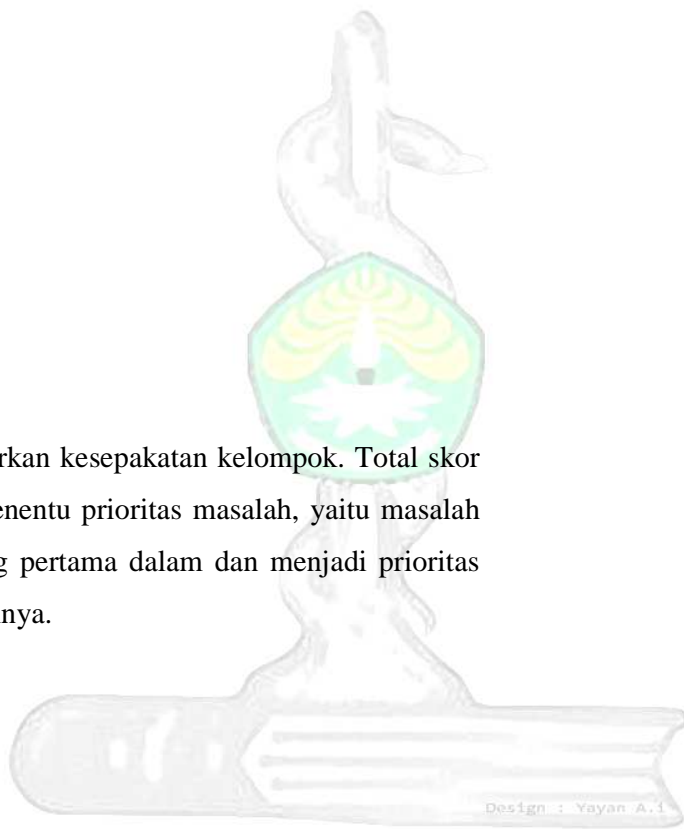 rkan kesepakatan kelompok. Total skor
enentu prioritas masalah, yaitu masalah
g pertama dalam dan menjadi prioritas
nya.
Design : Yayan A.i